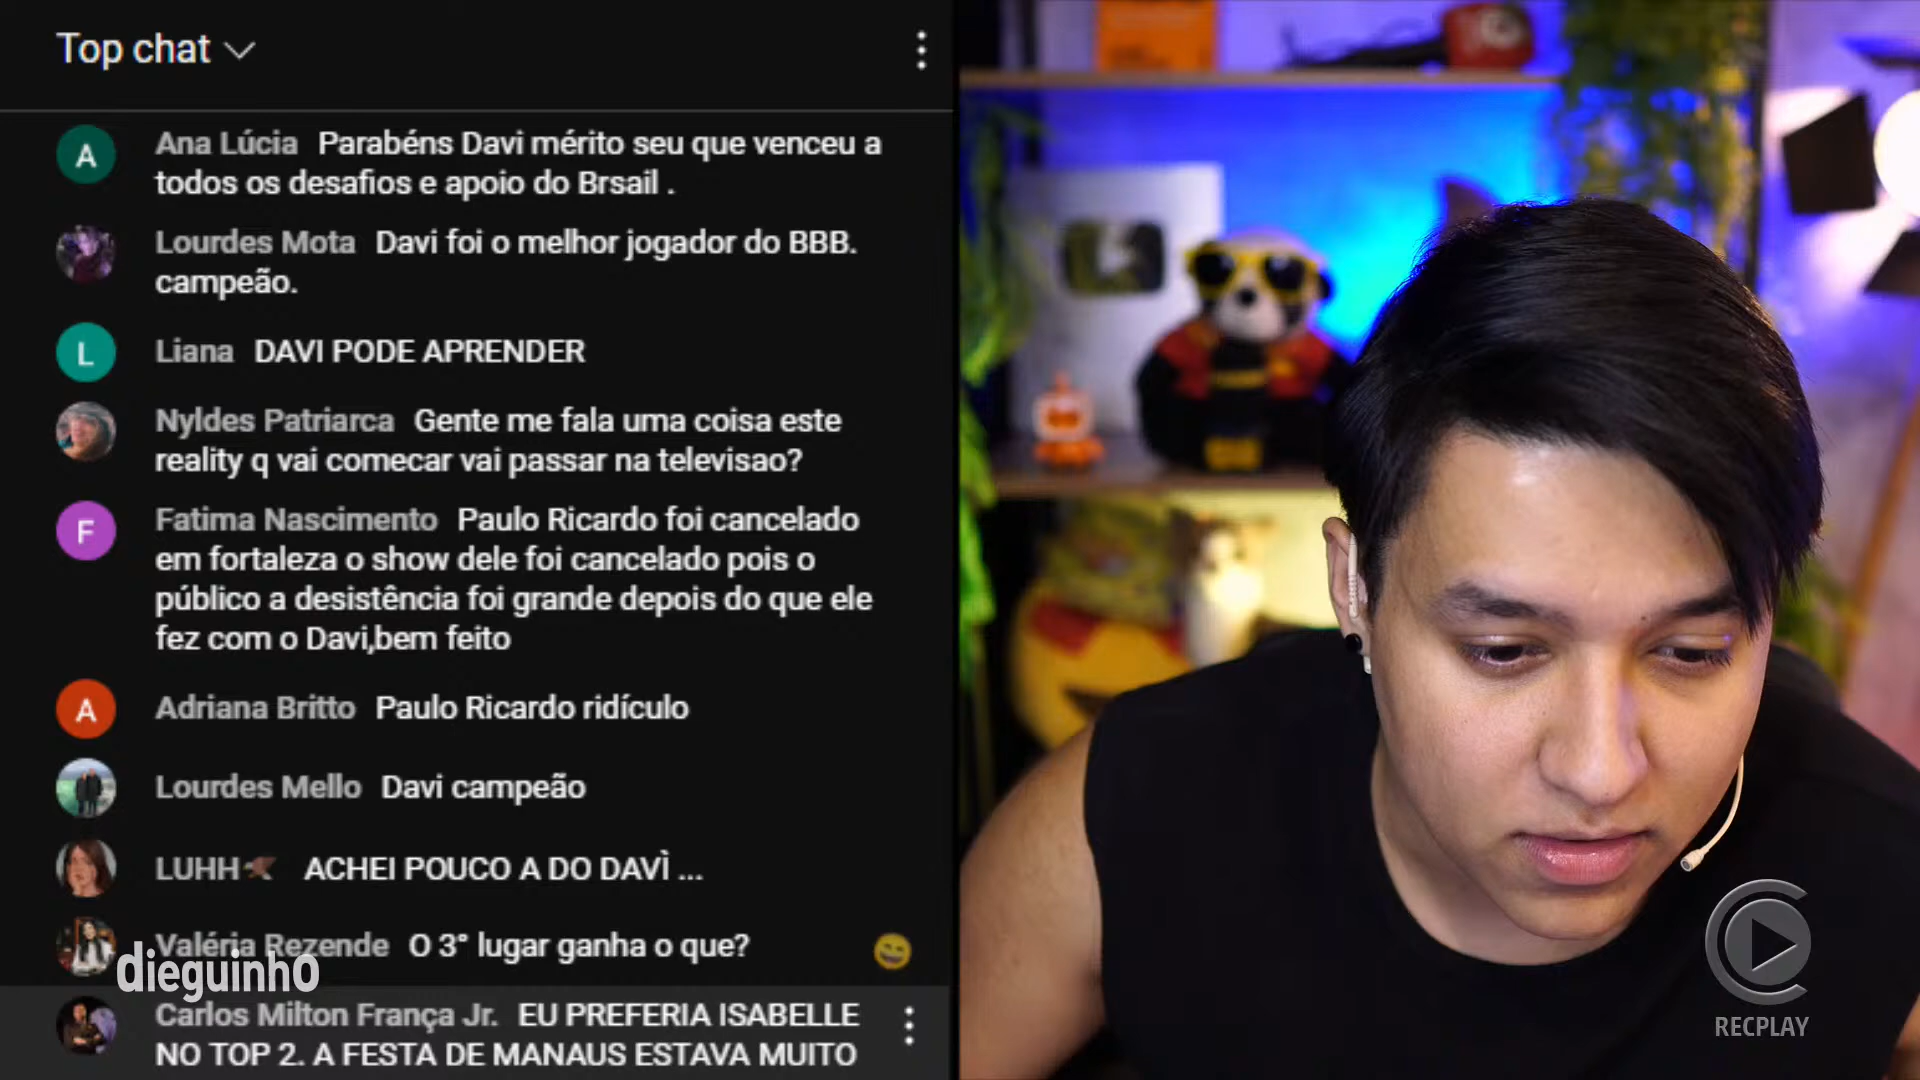 Top chat
Ana Lúcia Parabéns Davi mérito seu que venceu a
todos os desafios e apoio do Brsail .
Lourdes Mota Davi foi o melhor jogador do BBB.
campeão.
Liana DAVI PODE APRENDER
Nyldes Patriarca Gente me fala uma coisa este
reality q vai comecar vai passar na televisao?
Fatima Nascimento Paulo Ricardo foi cancelado
em fortaleza o show dele foi cancelado pois o
público a desistência foi grande depois do que ele
fez com o Davi,bem feito
Adriana Britto Paulo Ricardo ridículo
Lourdes Mello Davi campeão
LUHH ACHEI POUCO A DO DAVÌ ...
Valéria Rezende O 3° lugar ganha o que?
dieguinho
Carlos Milton França Jr. EU PREFERIA ISABELLE
NO TOP 2. A FESTA DE MANAUS ESTAVA MUITO
A
L
F
A
RECPLAY